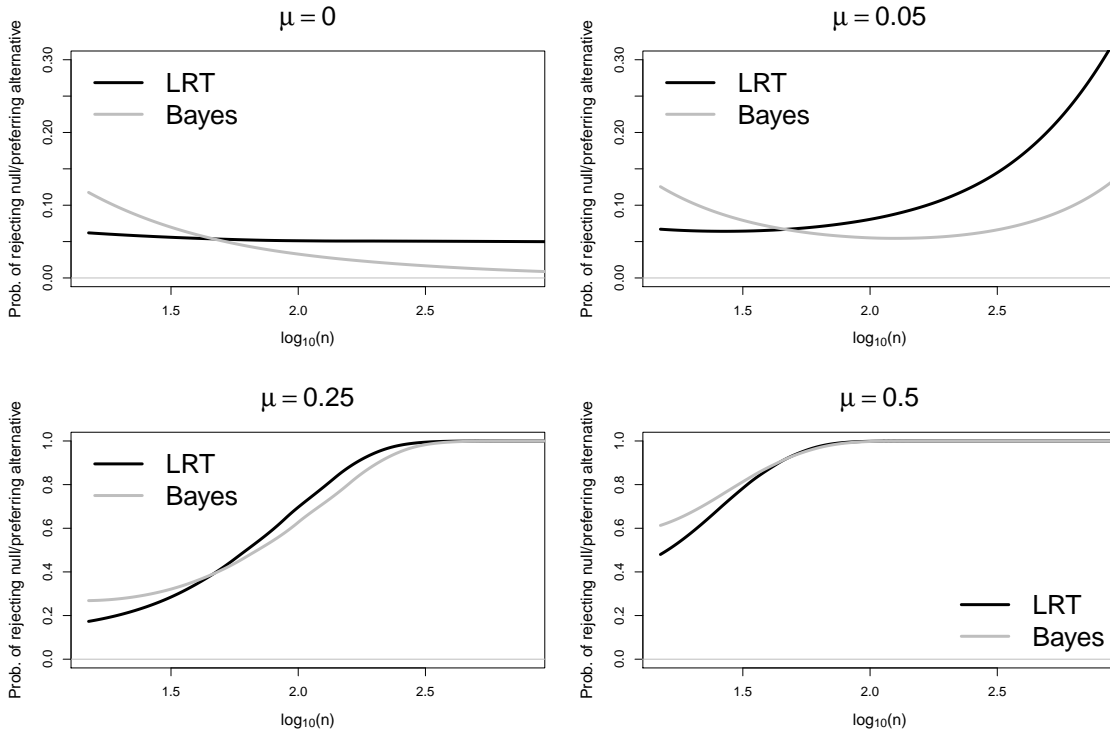 μ = 0
Prob. of rejecting null/preferring alternative
0.30
0.20
0.10
0.00
LRT
Bayes
1.5
2.0
2.5
log₁₀(n)
μ = 0.05
Prob. of rejecting null/preferring alternative
0.30
0.20
0.10
0.00
LRT
Bayes
1.5
2.0
2.5
log₁₀(n)
μ = 0.25
Prob. of rejecting null/preferring alternative
1.0
0.8
0.6
0.4
0.2
0.0
LRT
Bayes
1.5
2.0
2.5
log₁₀(n)
μ = 0.5
Prob. of rejecting null/preferring alternative
1.0
0.8
0.6
0.4
0.2
0.0
LRT
Bayes
1.5
2.0
2.5
log₁₀(n)